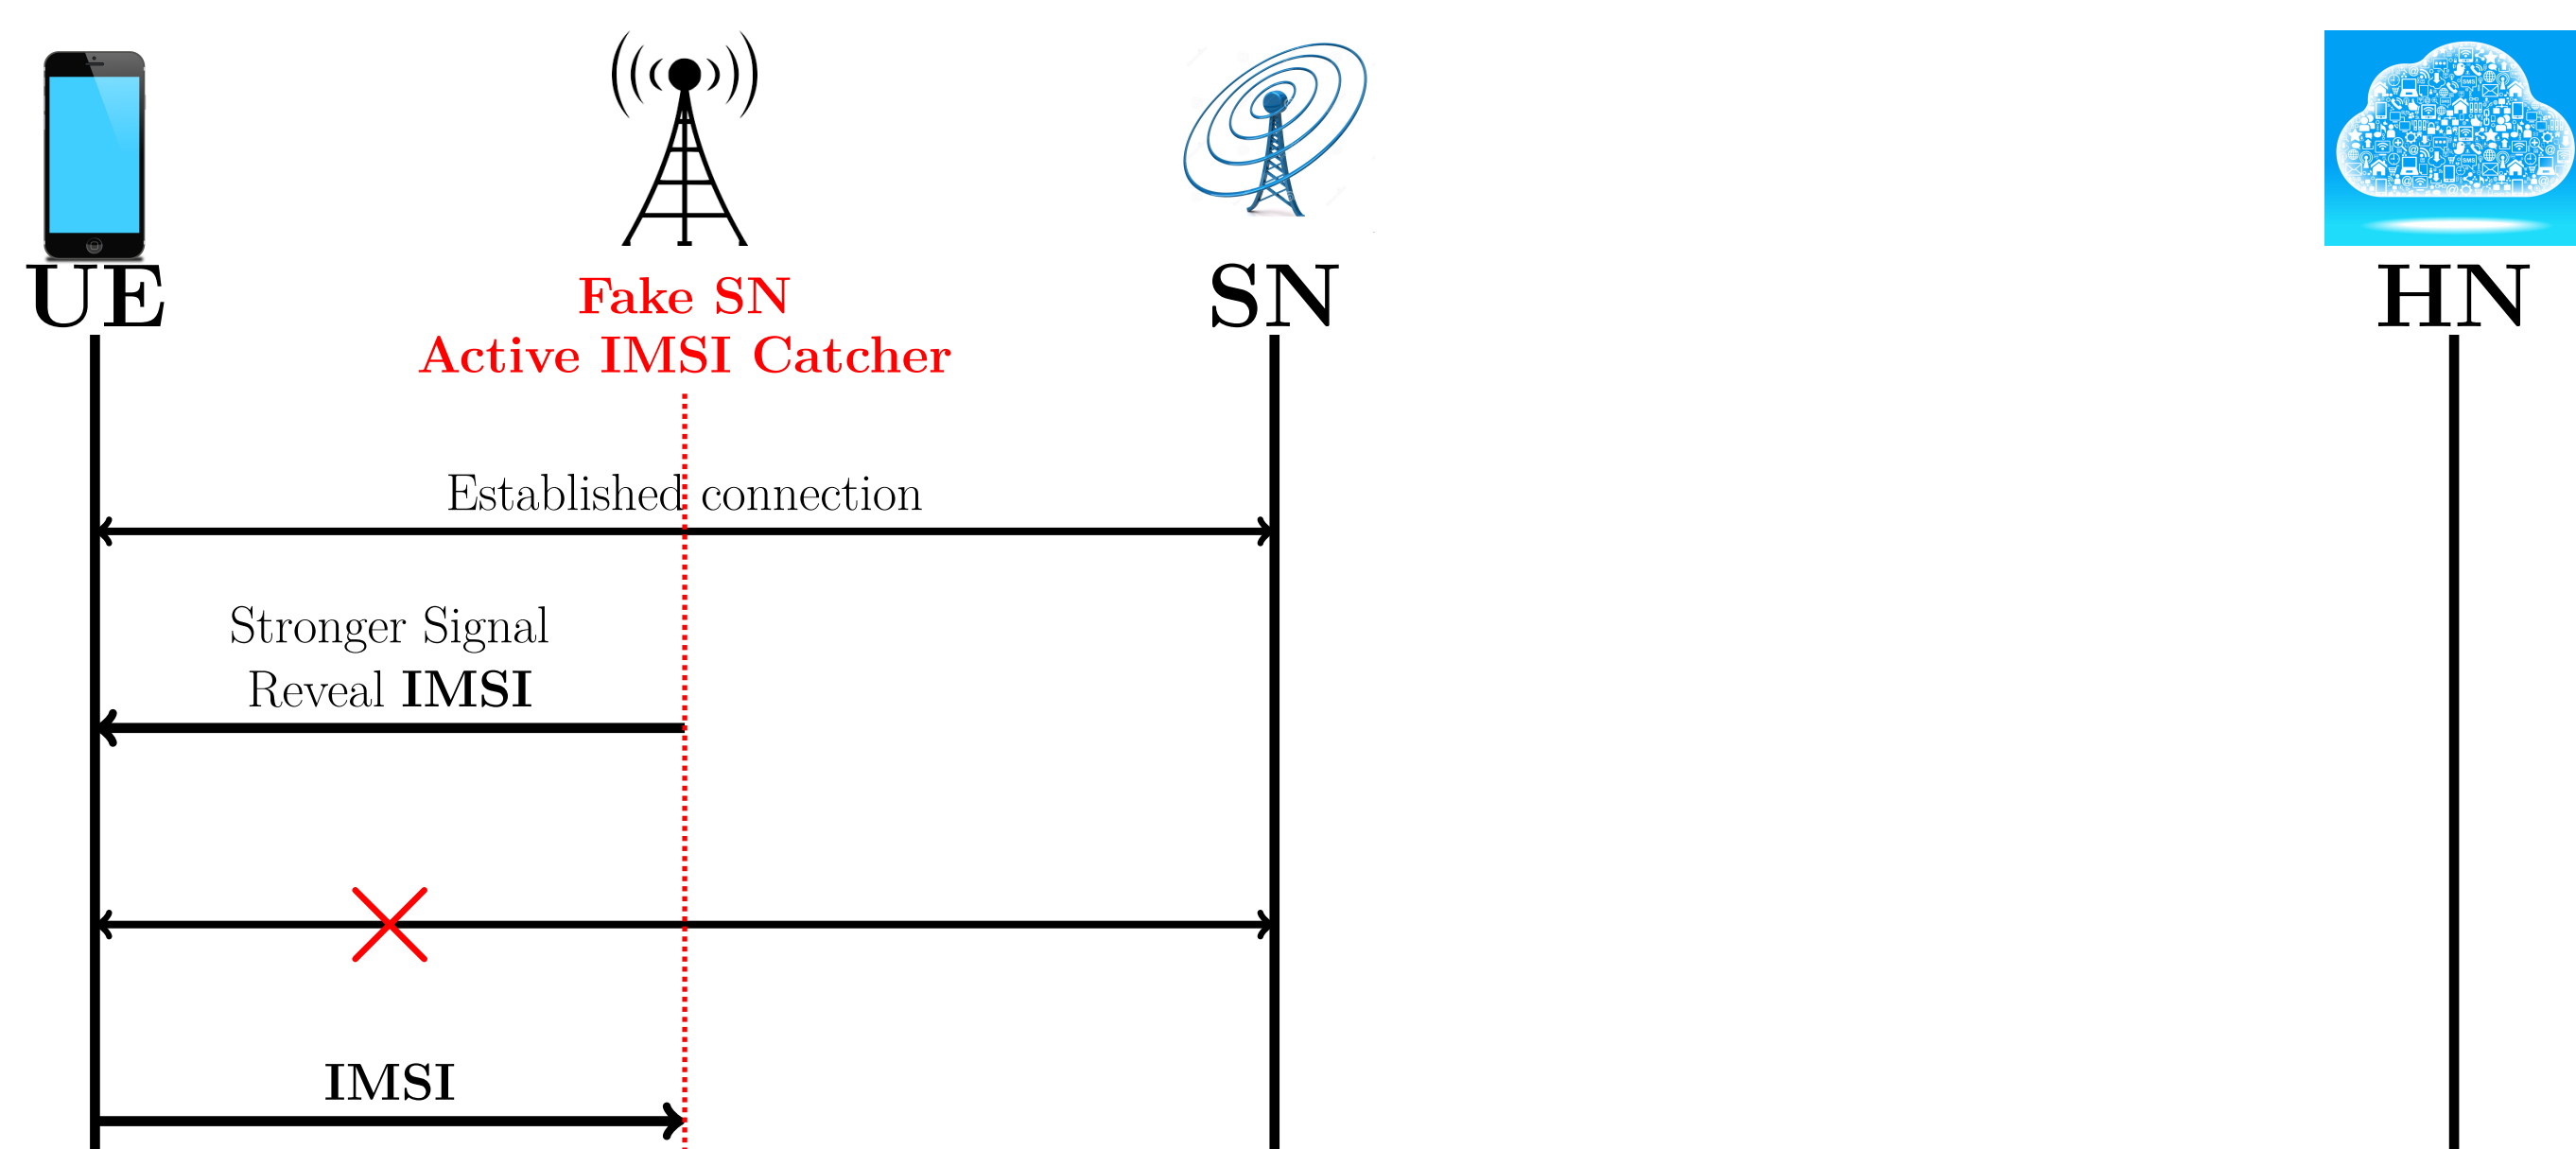 UE
Fake SN
Active IMSI Catcher
SN
HN
Established connection
Stronger Signal
Reveal IMSI
IMSI